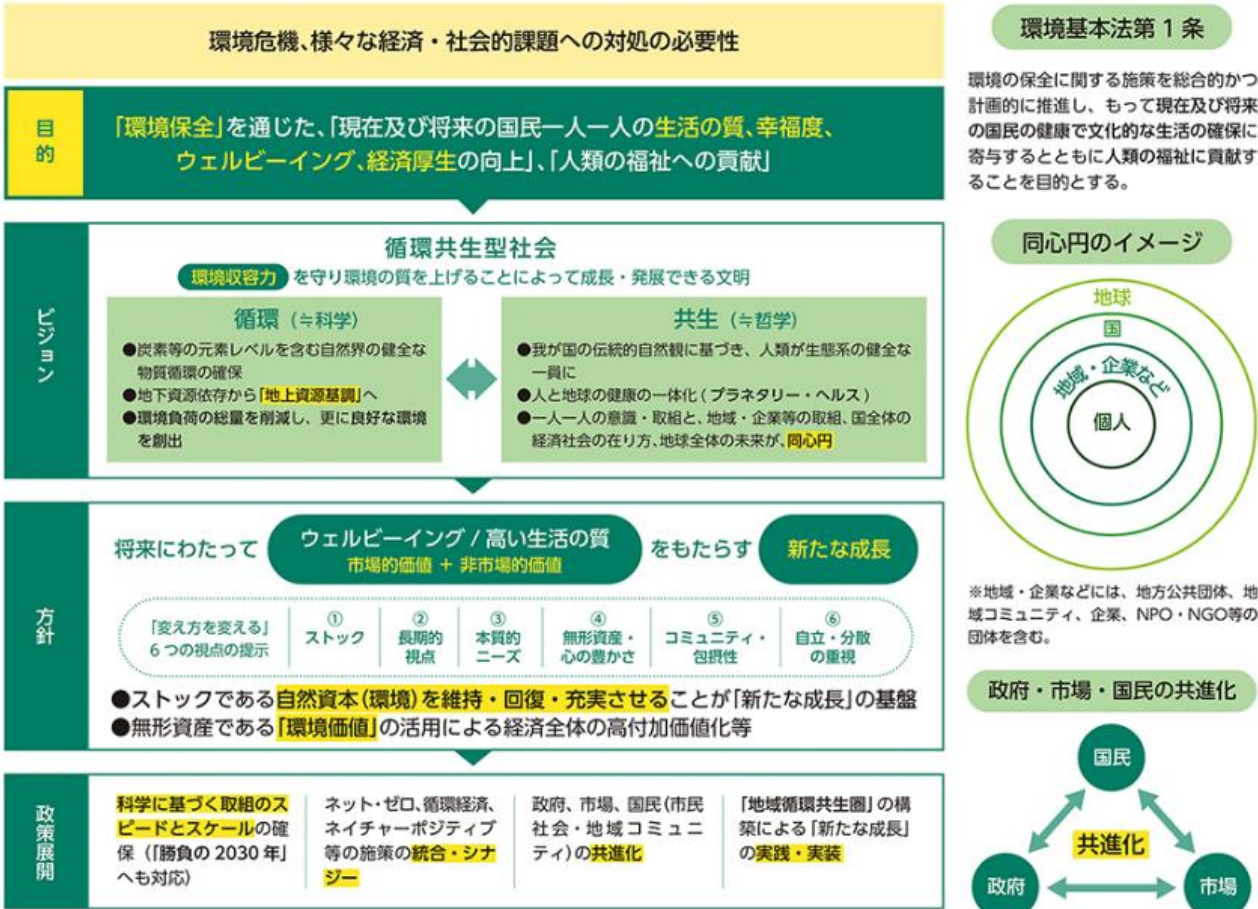 環境危機、様々な経済・社会的課題への対処の必要性
目的
「環境保全」を通じた、「現在及び将来の国民一人一人の生活の質、幸福度、
ウェルビーイング、経済厚生の向上」、「人類の福祉への貢献」
ビジョン
循環共生型社会
環境収容力を守り環境の質を上げることによって成長・発展できる文明
循環（≒科学）
●炭素等の元素レベルを含む自然界の健全な
物質循環の確保
●地下資源依存から「地上資源基調」へ
●環境負荷の総量を削減し、更に良好な環境
を創出
共生（≒哲学）
●我が国の伝統的自然観に基づき、人類が生態系の健全な
一員に
●人と地球の健康の一体化（プラネタリー・ヘルス）
●一人一人の意識・取組と、地域・企業等の取組、国全体の
経済社会の在り方、地球全体の未来が、同心円
方針
将来にわたって
ウェルビーイング / 高い生活の質
市場的価値 + 非市場的価値
をもたらす
新たな成長
「変え方を変える」
6つの視点の提示
①
ストック
②
長期的
視点
③
本質的
ニーズ
④
無形資産・
心の豊かさ
⑤
コミュニティ・
包摂性
⑥
自立・分散
の重視
●ストックである自然資本（環境）を維持・回復・充実させることが「新たな成長」の基盤
●無形資産である「環境価値」の活用による経済全体の高付加価値化等
政策展開
科学に基づく取組のス
ピードとスケールの確
保（「勝負の2030年」
へも対応）
ネット・ゼロ、循環経済、
ネイチャーポジティブ
等の施策の統合・シナ
ジー
政府、市場、国民（市民
社会・地域コミュニ
ティ）の共進化
「地域循環共生圏」の構
築による「新たな成長」
の実践・実装
環境基本法第1条
環境の保全に関する施策を総合的かつ
計画的に推進し、もって現在及び将来
の国民の健康で文化的な生活の確保に
寄与するとともに人類の福祉に貢献す
ることを目的とする。
同心円のイメージ
地球
国
地域・企業など
個人
※地域・企業などには、地方公共団体、地
域コミュニティ、企業、NPO・NGO等の
団体を含む。
政府・市場・国民の共進化
国民
共進化
政府
市場